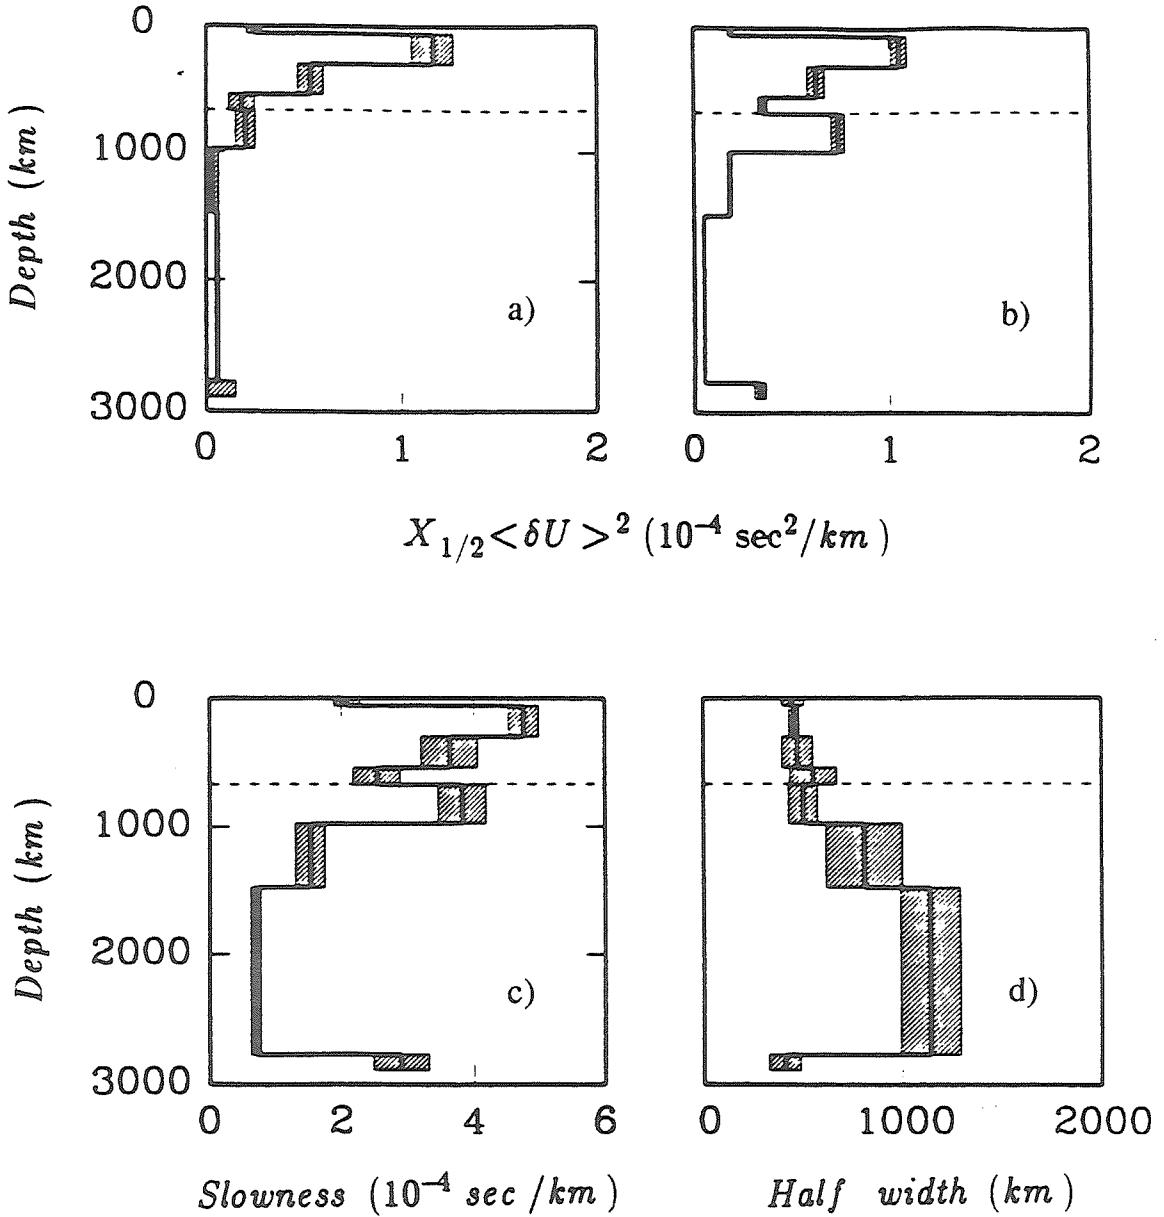 0
1000
2000
3000
Depth (km)
a)
b)
0 1 2 0 1 2
X 1/2 <δU>² (10⁻⁴ sec²/km)
0
1000
2000
3000
Depth (km)
c)
d)
0 2 4 6 0 1000 2000
Slowness (10⁻⁴ sec /km) Half width (km)